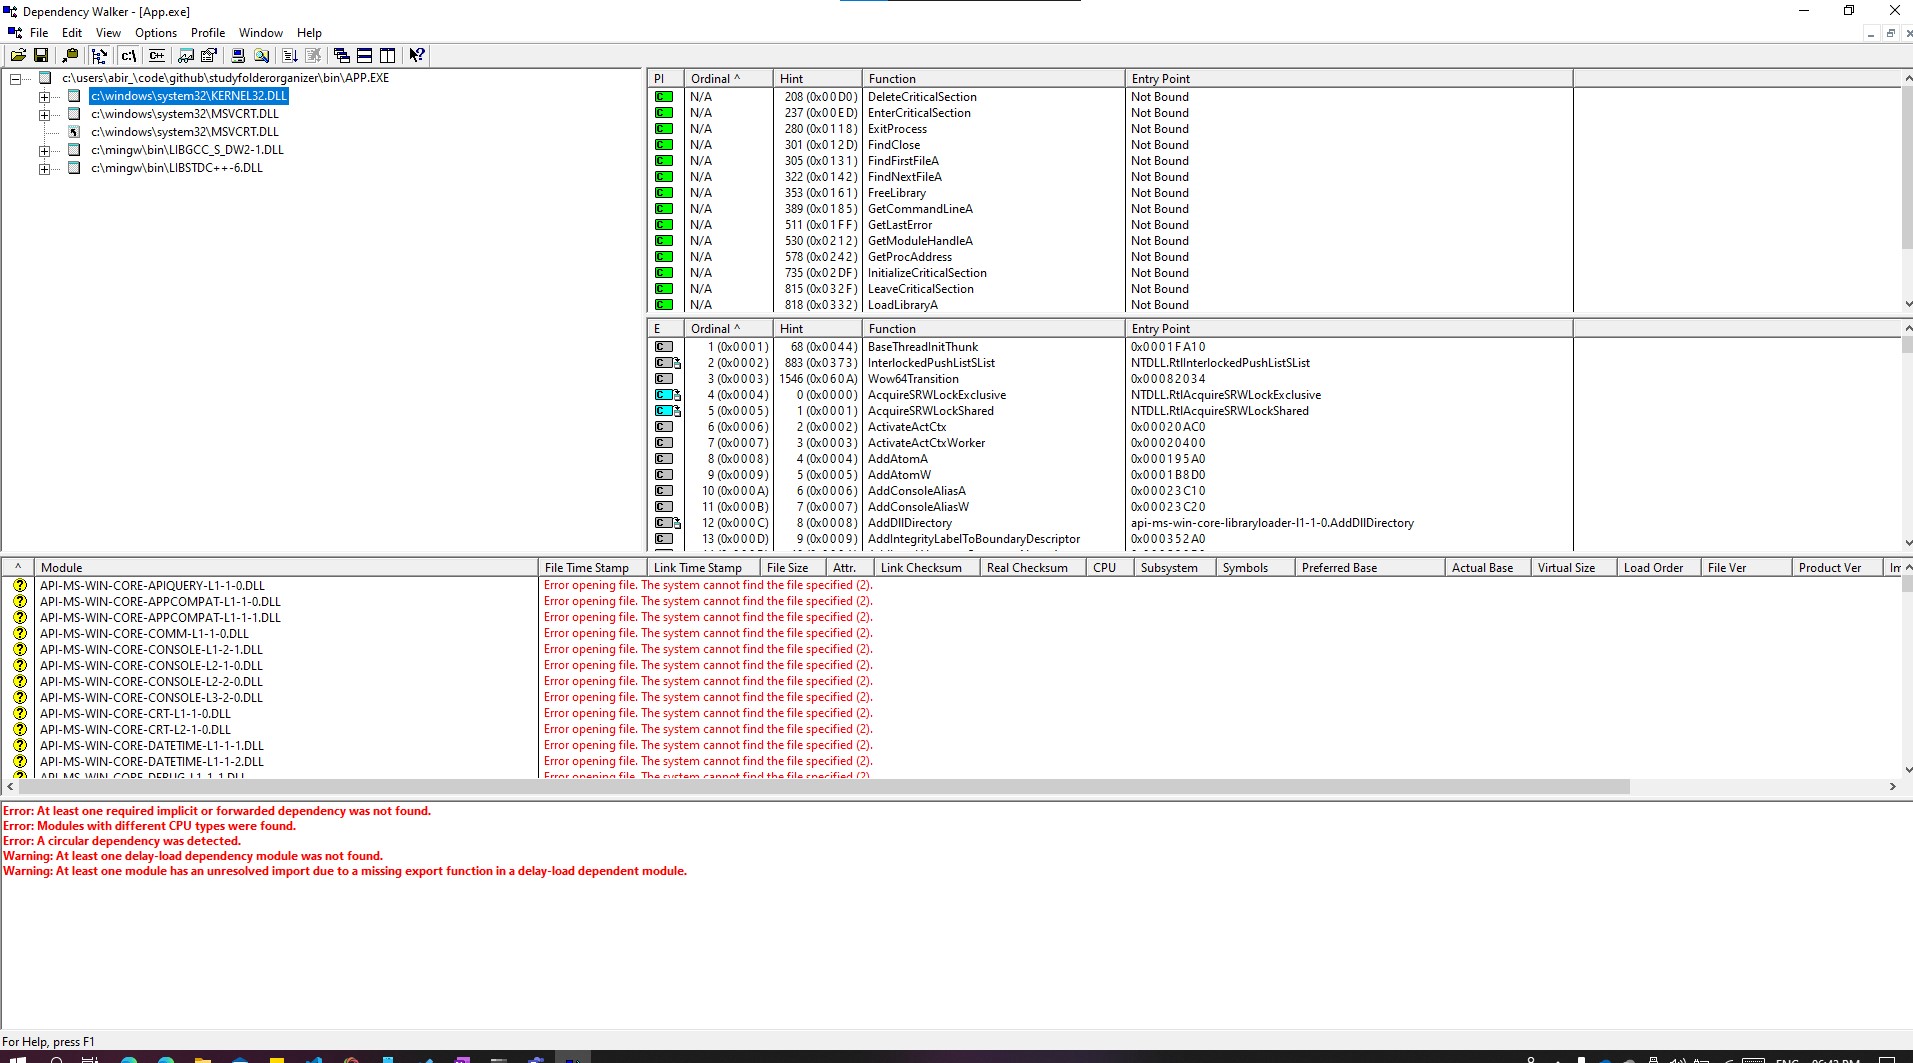 Dependency Walker - [App.exe]
File Edit View Options Profile Window Help
c:\ C++
c:\users\abir_\code\github\studyfolderorganizer\bin\APP.EXE
c:\windows\system32\KERNEL32.DLL
c:\windows\system32\MSVCRT.DLL
c:\windows\system32\MSVCRT.DLL
c:\mingw\bin\LIBGCC_S_DW2-1.DLL
c:\mingw\bin\LIBSTDC++-6.DLL
PI Ordinal ^ Hint Function Entry Point
C N/A 208 (0x00D0) DeleteCriticalSection Not Bound
C N/A 237 (0x00ED) EnterCriticalSection Not Bound
C N/A 280 (0x0118) ExitProcess Not Bound
C N/A 301 (0x012D) FindClose Not Bound
C N/A 305 (0x0131) FindFirstFileA Not Bound
C N/A 322 (0x0142) FindNextFileA Not Bound
C N/A 353 (0x0161) FreeLibrary Not Bound
C N/A 389 (0x0185) GetCommandLineA Not Bound
C N/A 511 (0x01FF) GetLastError Not Bound
C N/A 530 (0x0212) GetModuleHandleA Not Bound
C N/A 578 (0x0242) GetProcAddress Not Bound
C N/A 735 (0x02DF) InitializeCriticalSection Not Bound
C N/A 815 (0x032F) LeaveCriticalSection Not Bound
C N/A 818 (0x0332) LoadLibraryA Not Bound
E Ordinal ^ Hint Function Entry Point
C 1 (0x0001) 68 (0x0044) BaseThreadInitThunk 0x0001FA10
C 2 (0x0002) 883 (0x0373) InterlockedPushListSList NTDLL.RtlInterlockedPushListSList
C 3 (0x0003) 1546 (0x060A) Wow64Transition 0x00082034
C 4 (0x0004) 0 (0x0000) AcquireSRWLockExclusive NTDLL.RtlAcquireSRWLockExclusive
C 5 (0x0005) 1 (0x0001) AcquireSRWLockShared NTDLL.RtlAcquireSRWLockShared
C 6 (0x0006) 2 (0x0002) ActivateActCtx 0x00020AC0
C 7 (0x0007) 3 (0x0003) ActivateActCtxWorker 0x00020400
C 8 (0x0008) 4 (0x0004) AddAtomA 0x000195A0
C 9 (0x0009) 5 (0x0005) AddAtomW 0x0001B8D0
C 10 (0x000A) 6 (0x0006) AddConsoleAliasA 0x00023C10
C 11 (0x000B) 7 (0x0007) AddConsoleAliasW 0x00023C20
C 12 (0x000C) 8 (0x0008) AddDllDirectory api-ms-win-core-libraryloader-l1-1-0.AddDllDirectory
C 13 (0x000D) 9 (0x0009) AddIntegrityLabelToBoundaryDescriptor 0x000352A0
^ Module File Time Stamp Link Time Stamp File Size Attr. Link Checksum Real Checksum CPU Subsystem Symbols Preferred Base Actual Base Virtual Size Load Order File Ver Product Ver Im
? API-MS-WIN-CORE-APIQUERY-L1-1-0.DLL Error opening file. The system cannot find the file specified (2).
? API-MS-WIN-CORE-APPCOMPAT-L1-1-0.DLL Error opening file. The system cannot find the file specified (2).
? API-MS-WIN-CORE-APPCOMPAT-L1-1-1.DLL Error opening file. The system cannot find the file specified (2).
? API-MS-WIN-CORE-COMM-L1-1-0.DLL Error opening file. The system cannot find the file specified (2).
? API-MS-WIN-CORE-CONSOLE-L1-2-1.DLL Error opening file. The system cannot find the file specified (2).
? API-MS-WIN-CORE-CONSOLE-L2-1-0.DLL Error opening file. The system cannot find the file specified (2).
? API-MS-WIN-CORE-CONSOLE-L2-2-0.DLL Error opening file. The system cannot find the file specified (2).
? API-MS-WIN-CORE-CONSOLE-L3-2-0.DLL Error opening file. The system cannot find the file specified (2).
? API-MS-WIN-CORE-CRT-L1-1-0.DLL Error opening file. The system cannot find the file specified (2).
? API-MS-WIN-CORE-CRT-L2-1-0.DLL Error opening file. The system cannot find the file specified (2).
? API-MS-WIN-CORE-DATETIME-L1-1-1.DLL Error opening file. The system cannot find the file specified (2).
? API-MS-WIN-CORE-DATETIME-L1-1-2.DLL Error opening file. The system cannot find the file specified (2).
? API-MS-WIN-CORE-DEBUG-L1-1-1.DLL Error opening file. The system cannot find the file specified (2).
Error: At least one required implicit or forwarded dependency was not found.
Error: Modules with different CPU types were found.
Error: A circular dependency was detected.
Warning: At least one delay-load dependency module was not found.
Warning: At least one module has an unresolved import due to a missing export function in a delay-load dependent module.
For Help, press F1
ENG 06:43 PM